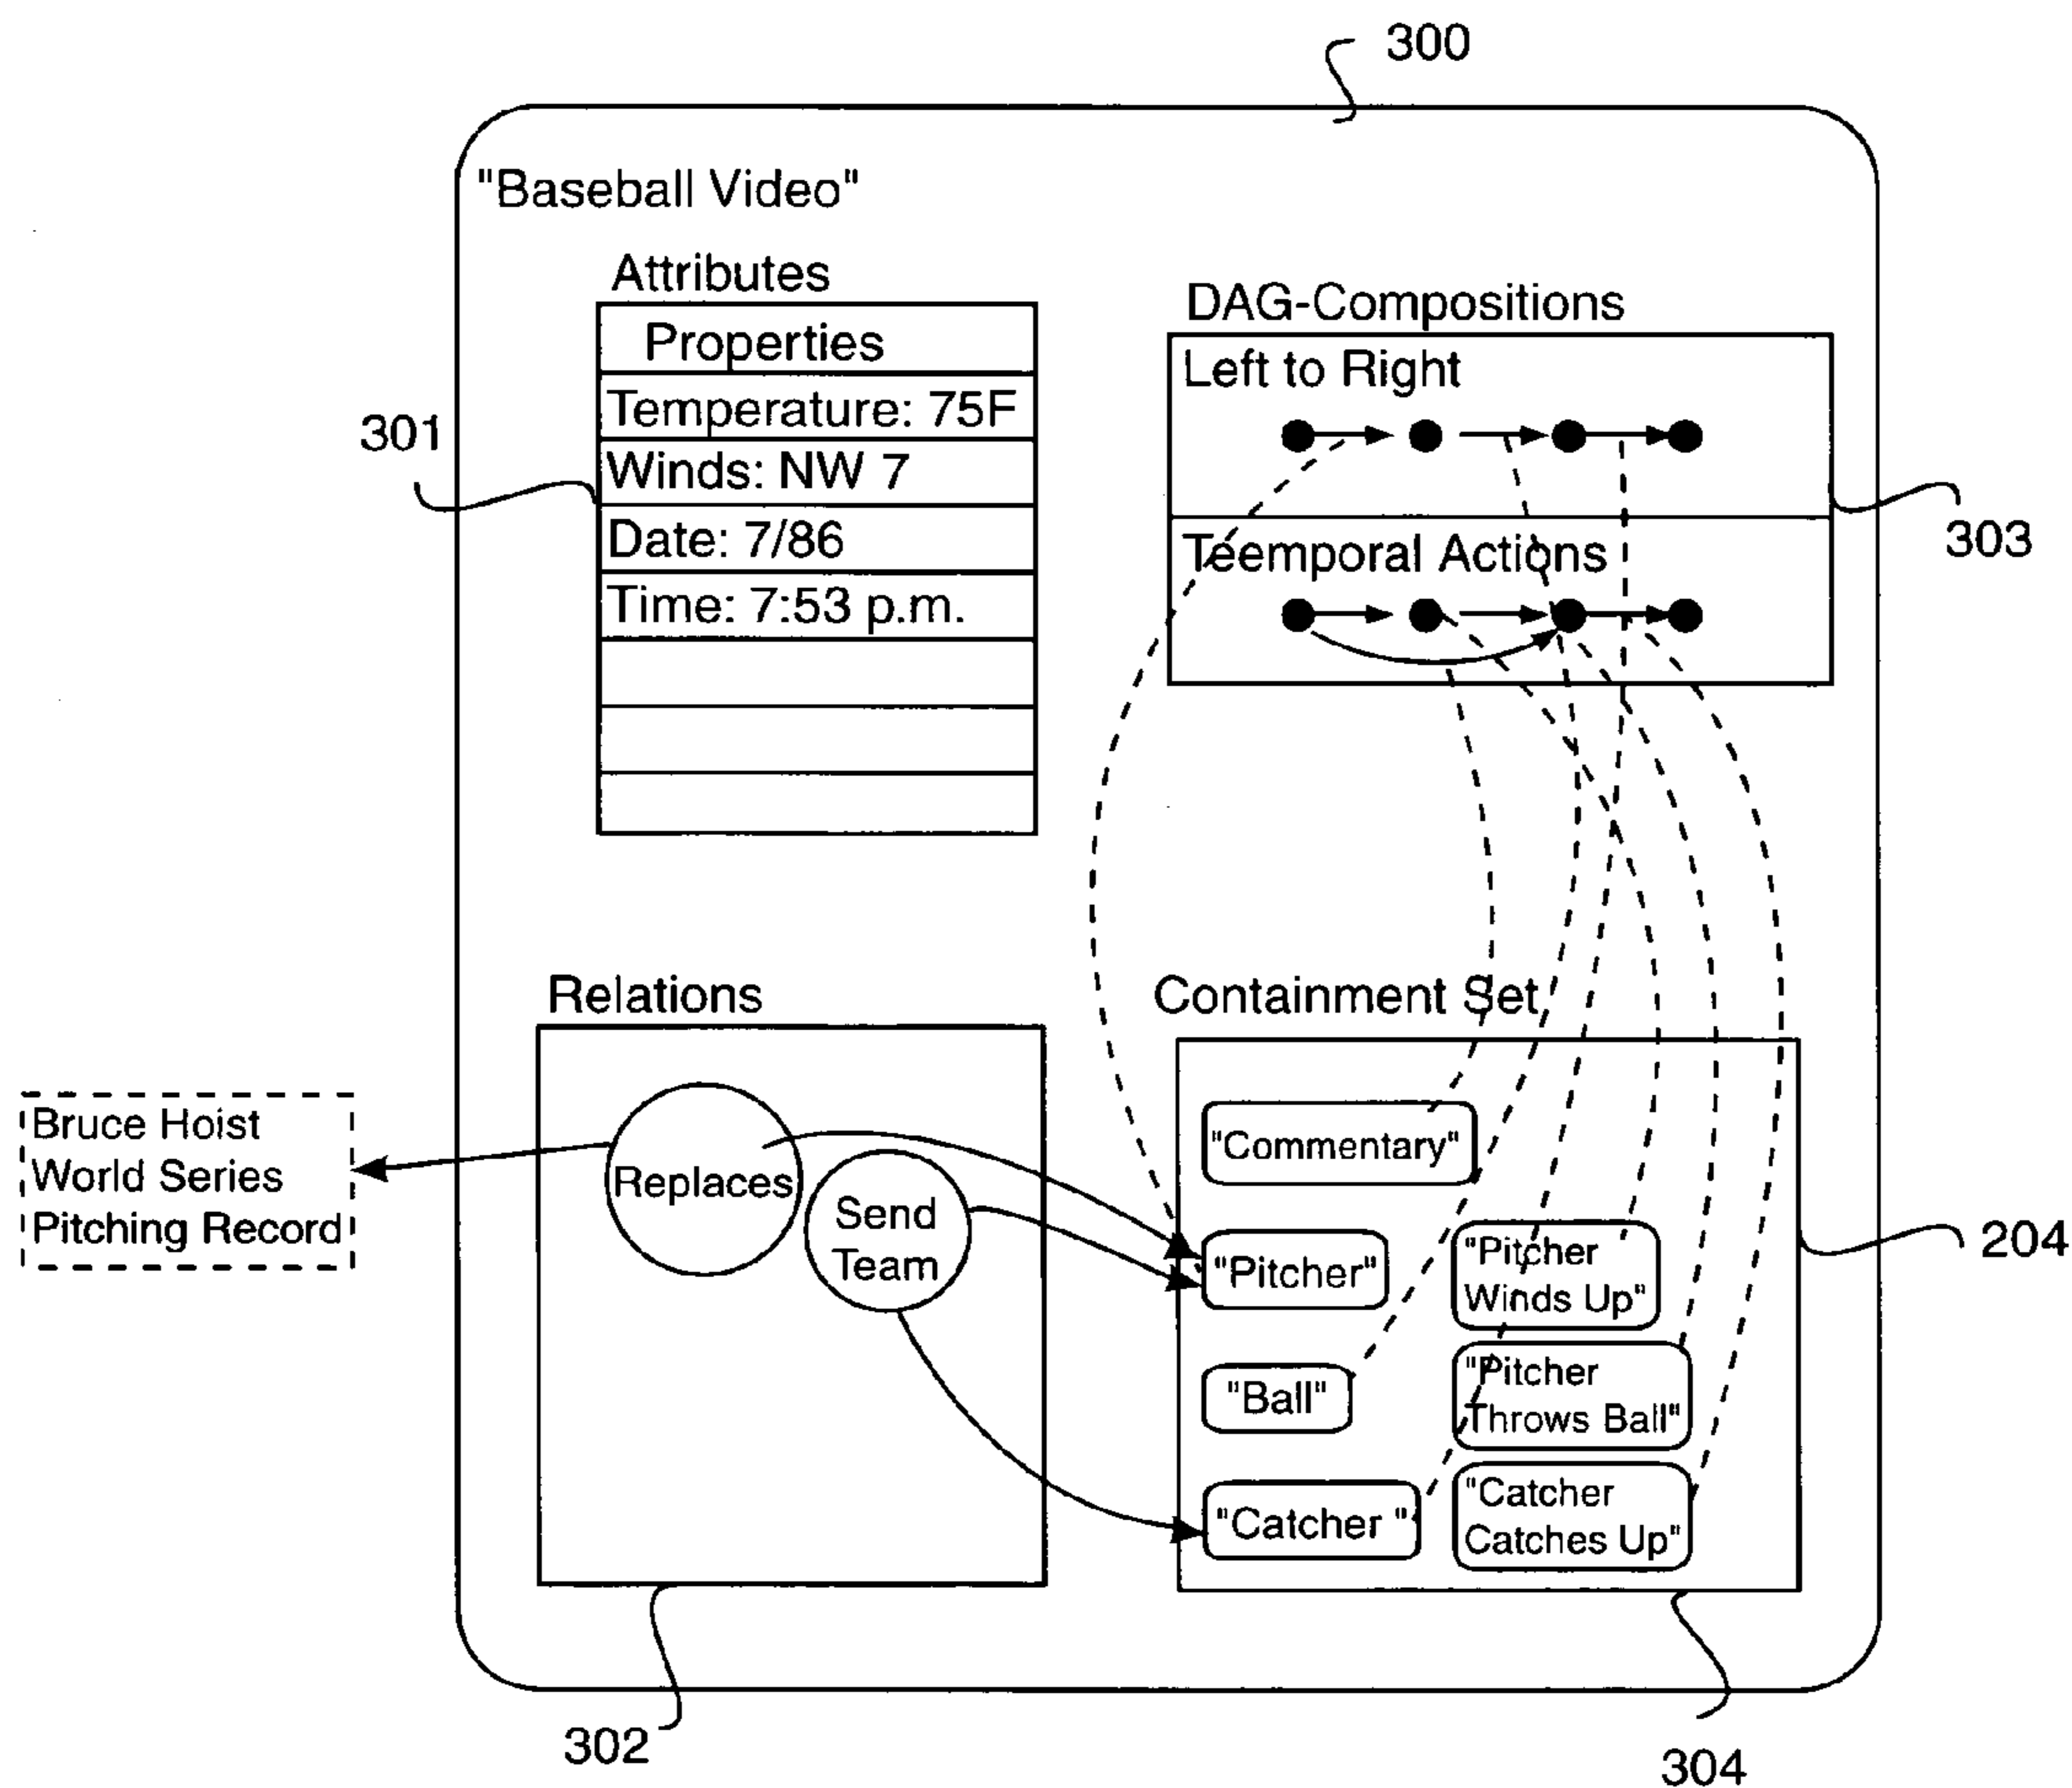 300
"Baseball Video"
Attributes
Properties
Temperature: 75F
Winds: NW 7
Date: 7/86
Time: 7:53 p.m.
301
DAG-Compositions
Left to Right
Teemporal Actions
303
Relations
Replaces
Send
Team
302
Bruce Hoist
World Series
Pitching Record
Containment Set
"Commentary"
"Pitcher"
"Pitcher
Winds Up"
"Ball"
"Pitcher
Throws Ball"
"Catcher "
"Catcher
Catches Up"
204
304